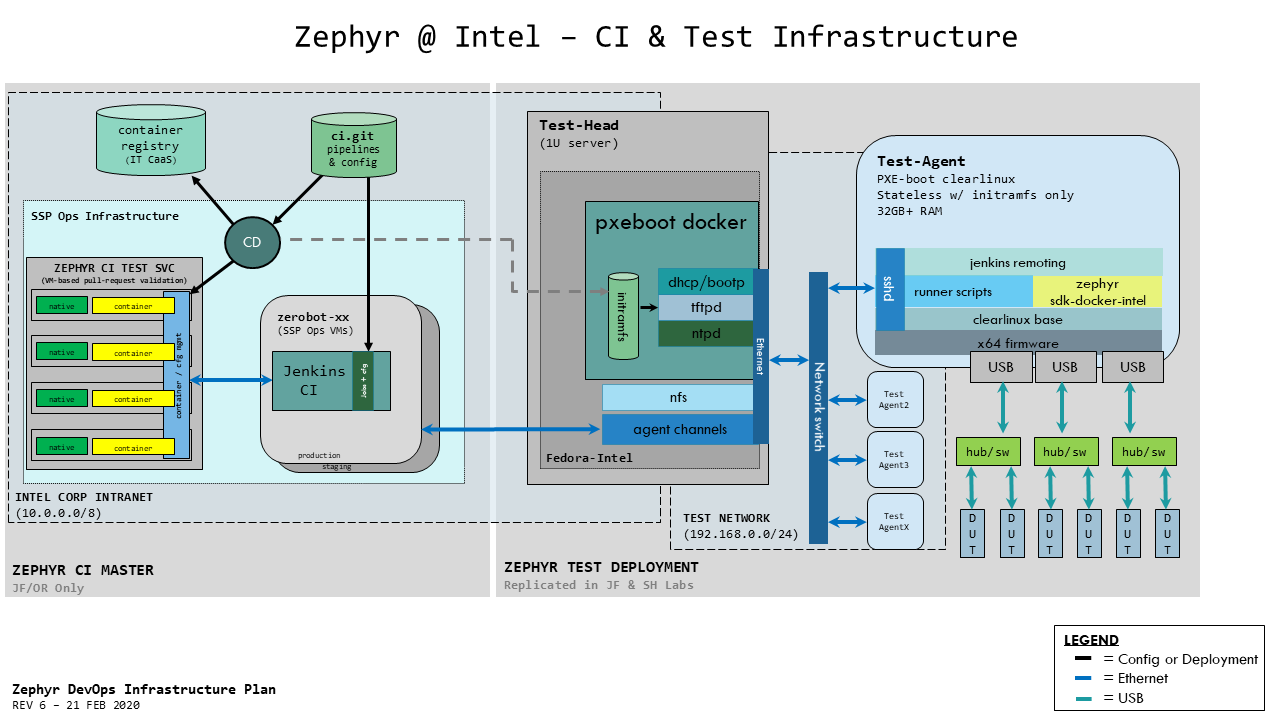 Zephyr @ Intel – CI & Test Infrastructure
container
registry
(IT CaaS)
ci.git
pipelines
& config
SSP Ops Infrastructure
CD
ZEPHYR CI TEST SVC
(VM-based pull-request validation)
native
container
native
container
native
container
native
container
container / cfg mgmt
zerobot-xx
(SSP Ops VMs)
Jenkins
CI
Jobs + cfg
production
staging
INTEL CORP INTRANET
(10.0.0.0/8)
ZEPHYR CI MASTER
JF/OR Only
Test-Head
(1U server)
pxeboot docker
initramfs
dhcp/bootp
tftpd
ntpd
Ethernet
nfs
agent channels
Fedora-Intel
TEST NETWORK
(192.168.0.0/24)
Network switch
ZEPHYR TEST DEPLOYMENT
Replicated in JF & SH Labs
Test-Agent
PXE-boot clearlinux
Stateless w/ initramfs only
32GB+ RAM
sshd
jenkins remoting
runner scripts
zephyr
sdk-docker-intel
clearlinux base
x64 firmware
USB
USB
USB
Test
Agent2
Test
Agent3
Test
AgentX
hub/sw
hub/sw
hub/sw
DUT
DUT
DUT
DUT
DUT
DUT
LEGEND
= Config or Deployment
= Ethernet
= USB
Zephyr DevOps Infrastructure Plan
REV 6 – 21 FEB 2020